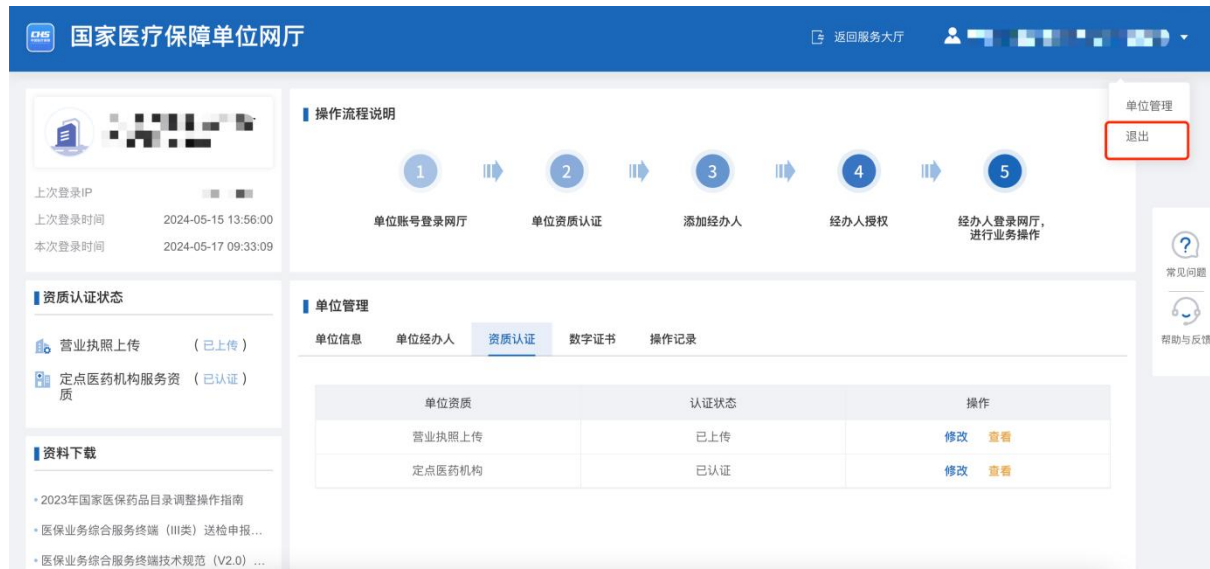 CHS
国家医疗保障单位网厅
返回服务大厅
单位管理
退出
上次登录IP
上次登录时间 2024-05-15 13:56:00
本次登录时间 2024-05-17 09:33:09
操作流程说明
1 2 3 4 5
单位账号登录网厅 单位资质认证 添加经办人 经办人授权 经办人登录网厅，
进行业务操作
常见问题
帮助与反馈
资质认证状态
营业执照上传 （已上传）
定点医药机构服务资 （已认证）
质
资料下载
• 2023年国家医保药品目录调整操作指南
• 医保业务综合服务终端（III类）送检申报...
• 医保业务综合服务终端技术规范（V2.0）...
单位管理
单位信息 单位经办人 资质认证 数字证书 操作记录
单位资质 认证状态 操作
营业执照上传 已上传 修改 查看
定点医药机构 已认证 修改 查看